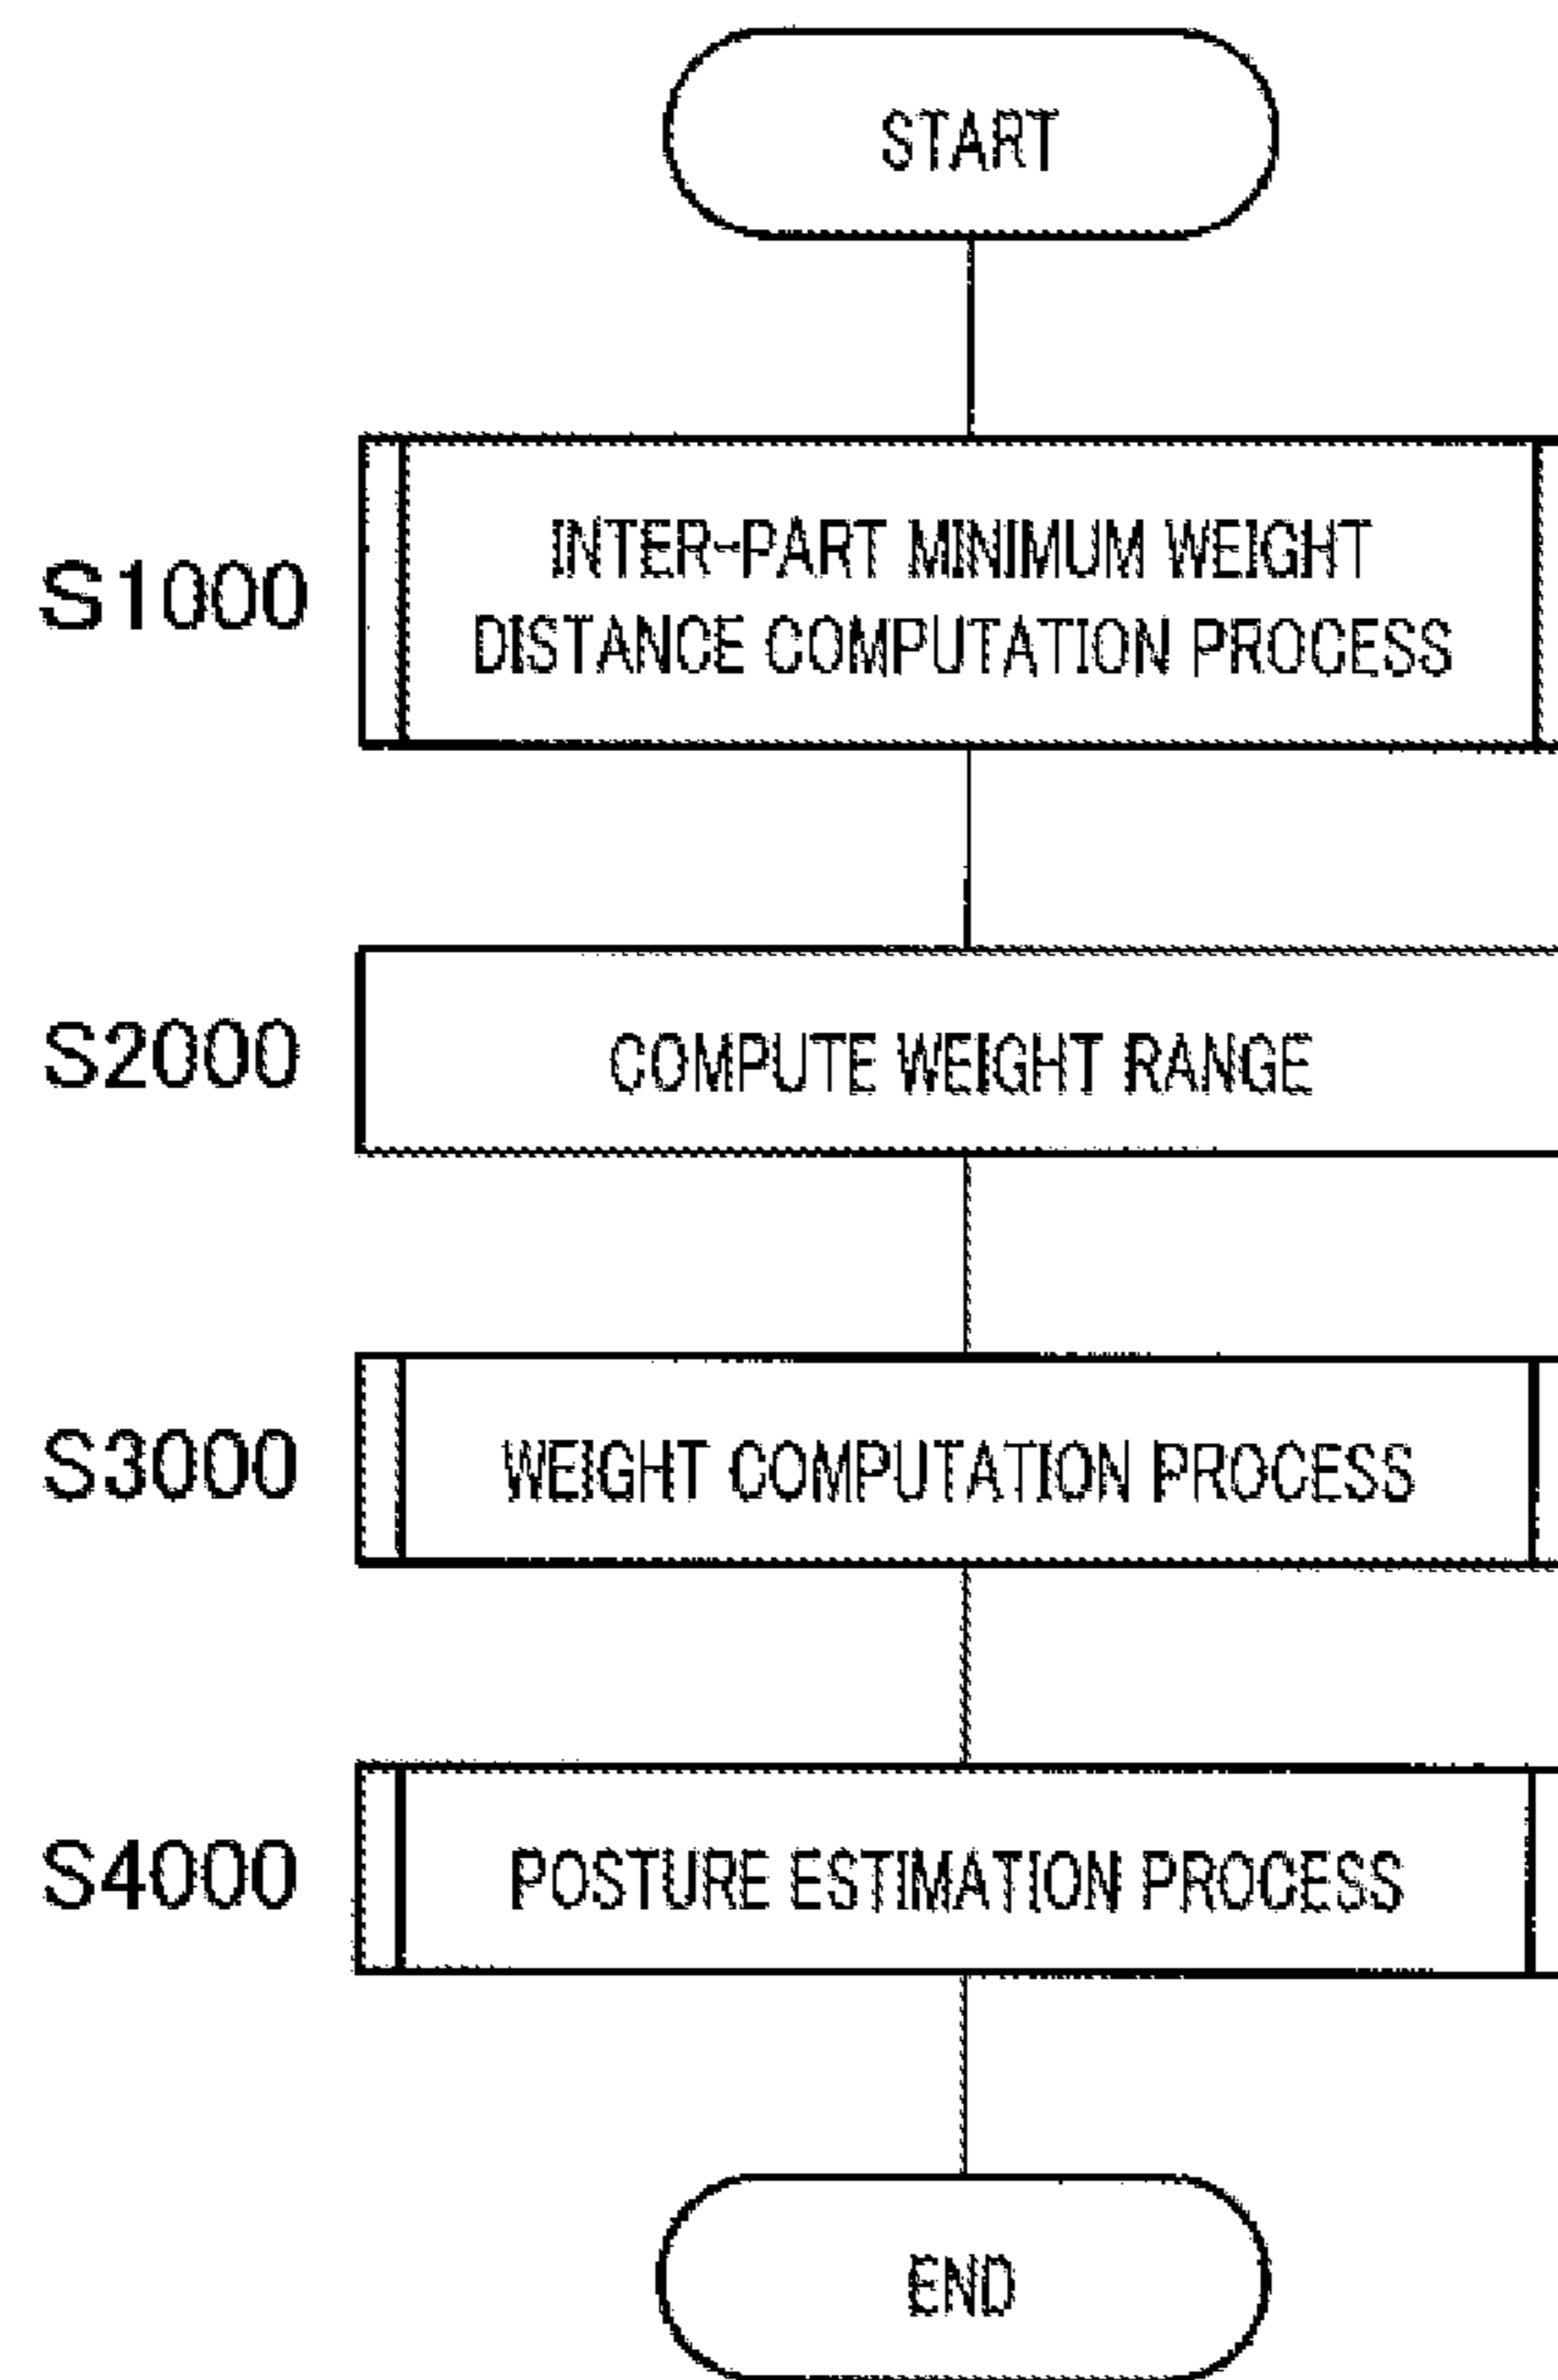 START
S1000
INTER-PART MINIMUM WEIGHT
DISTANCE COMPUTATION PROCESS
S2000
COMPUTE WEIGHT RANGE
S3000
WEIGHT COMPUTATION PROCESS
S4000
POSTURE ESTIMATION PROCESS
END